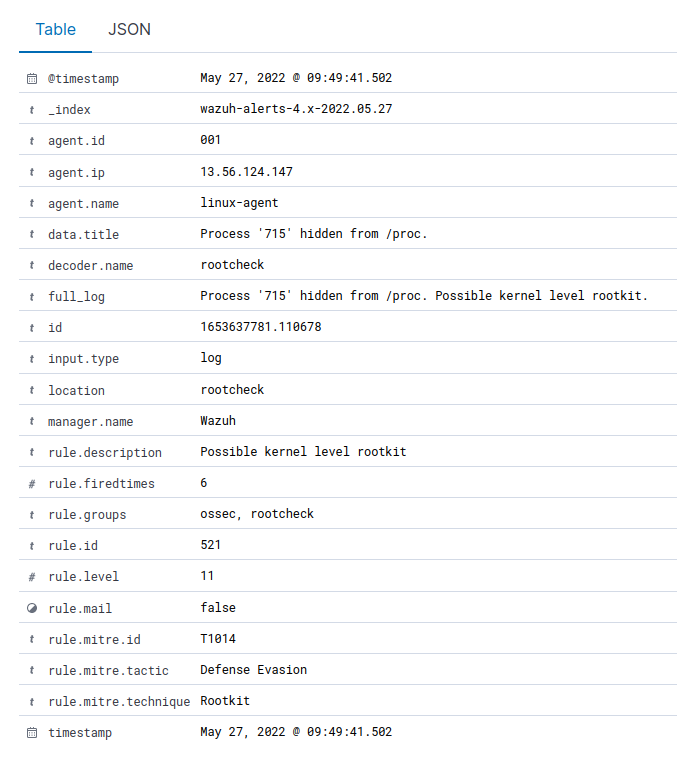 Table JSON
@timestamp May 27, 2022 @ 09:49:41.502
t _index wazuh-alerts-4.x-2022.05.27
t agent.id 001
t agent.ip 13.56.124.147
t agent.name linux-agent
t data.title Process '715' hidden from /proc.
t decoder.name rootcheck
t full_log Process '715' hidden from /proc. Possible kernel level rootkit.
t id 1653637781.110678
t input.type log
t location rootcheck
t manager.name Wazuh
t rule.description Possible kernel level rootkit
# rule.firedtimes 6
t rule.groups ossec, rootcheck
t rule.id 521
# rule.level 11
rule.mail false
t rule.mitre.id T1014
t rule.mitre.tactic Defense Evasion
t rule.mitre.technique Rootkit
timestamp May 27, 2022 @ 09:49:41.502